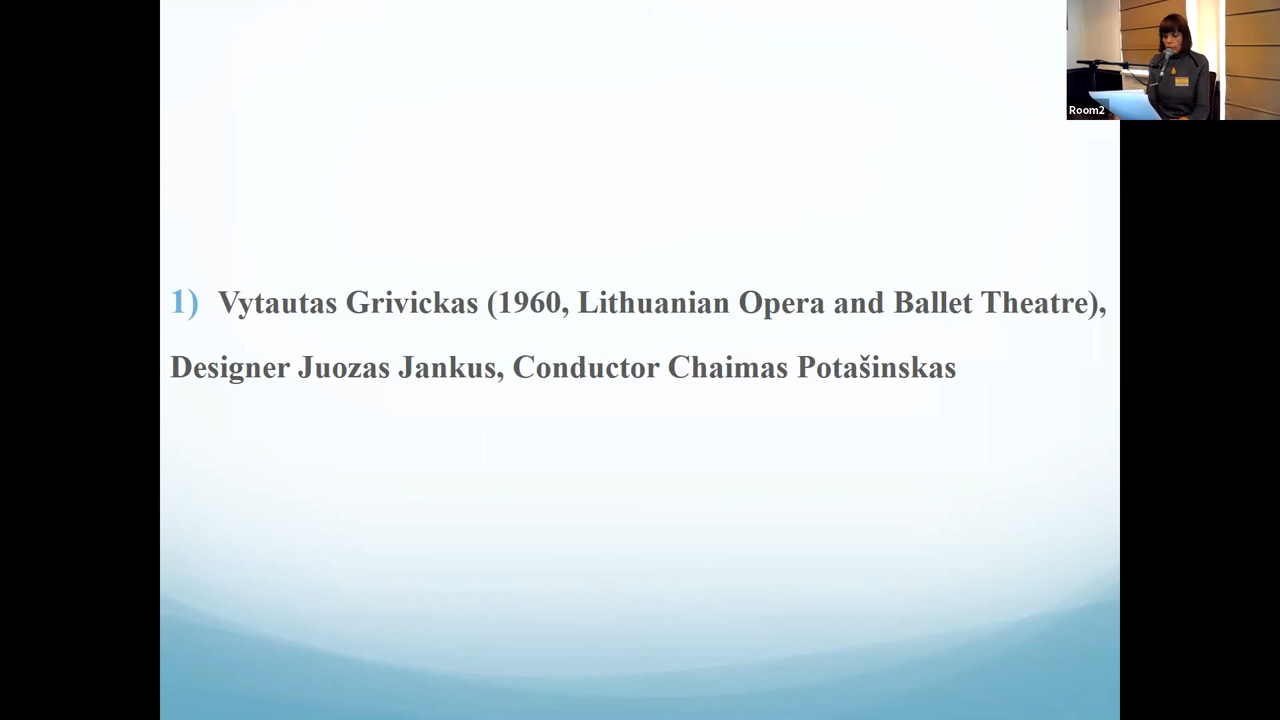 Room2
1) Vytautas Grivickas (1960, Lithuanian Opera and Ballet Theatre),
Designer Juozas Jankus, Conductor Chaimas Potašinskas